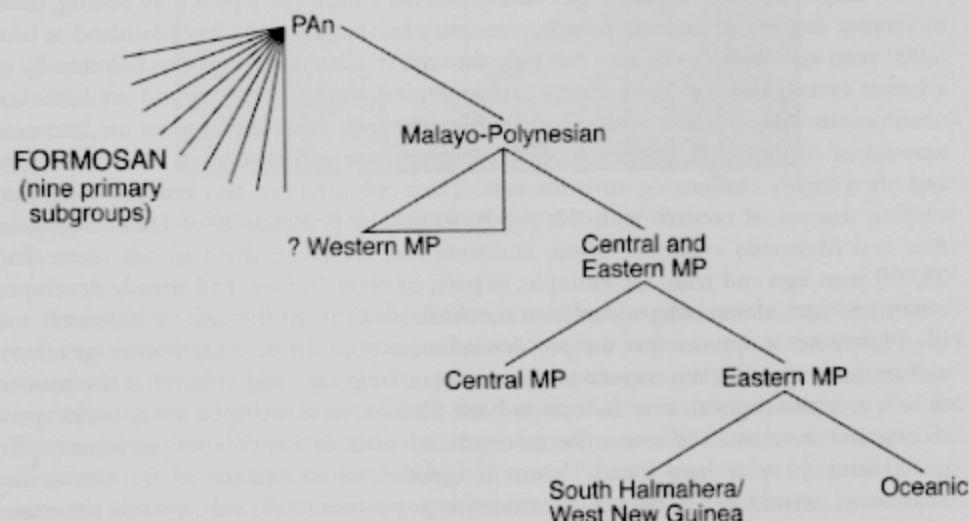 PAn
Malayo-Polynesian
FORMOSAN
(nine primary
subgroups)
? Western MP
Central and
Eastern MP
Central MP
Eastern MP
South Halmahera/
West New Guinea
Oceanic